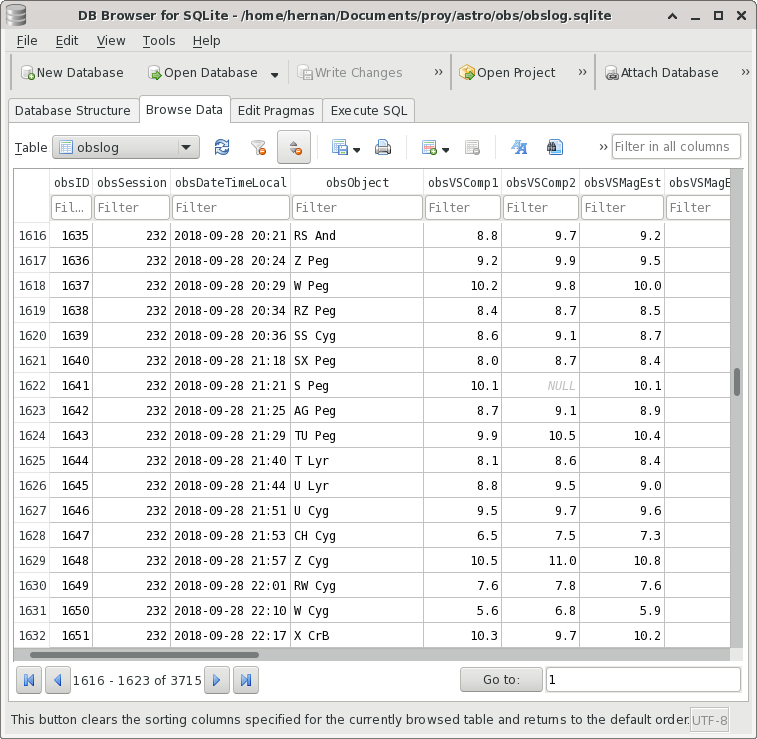 DB Browser for SQLite - /home/hernan/Documents/proy/astro/obs/obslog.sqlite
File Edit View Tools Help
New Database Open Database Write Changes » Open Project » Attach Database »
Database Structure Browse Data Edit Pragmas Execute SQL
Table obslog » Filter in all columns
obsID obsSession obsDateTimeLocal obsObject obsVSComp1 obsVSComp2 obsVSMagEst obsVSMagE
Fil... Filter Filter Filter Filter Filter Filter Filter
1616 1635 232 2018-09-28 20:21 RS And 8.8 9.7 9.2
1617 1636 232 2018-09-28 20:24 Z Peg 9.2 9.9 9.5
1618 1637 232 2018-09-28 20:29 W Peg 10.2 9.8 10.0
1619 1638 232 2018-09-28 20:34 RZ Peg 8.4 8.7 8.5
1620 1639 232 2018-09-28 20:36 SS Cyg 8.6 9.1 8.7
1621 1640 232 2018-09-28 21:18 SX Peg 8.0 8.7 8.4
1622 1641 232 2018-09-28 21:21 S Peg 10.1 NULL 10.1
1623 1642 232 2018-09-28 21:25 AG Peg 8.7 9.1 8.9
1624 1643 232 2018-09-28 21:29 TU Peg 9.9 10.5 10.4
1625 1644 232 2018-09-28 21:40 T Lyr 8.1 8.6 8.4
1626 1645 232 2018-09-28 21:44 U Lyr 8.8 9.5 9.0
1627 1646 232 2018-09-28 21:51 U Cyg 9.5 9.7 9.6
1628 1647 232 2018-09-28 21:53 CH Cyg 6.5 7.5 7.3
1629 1648 232 2018-09-28 21:57 Z Cyg 10.5 11.0 10.8
1630 1649 232 2018-09-28 22:01 RW Cyg 7.6 7.8 7.6
1631 1650 232 2018-09-28 22:10 W Cyg 5.6 6.8 5.9
1632 1651 232 2018-09-28 22:17 X CrB 10.3 9.7 10.2
1616 - 1623 of 3715 Go to: 1
This button clears the sorting columns specified for the currently browsed table and returns to the default order. UTF-8